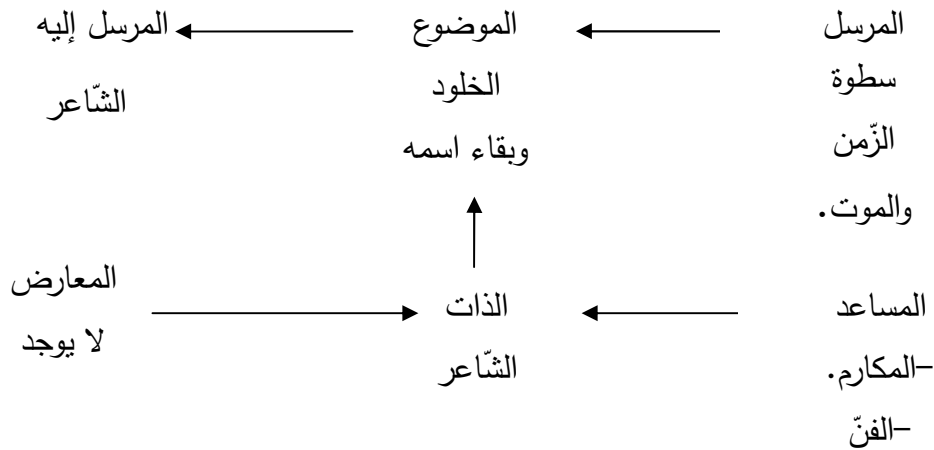 المرسل
سطوة
الزّمن
والموت.
الموضوع
الخلود
وبقاء اسمه
المرسل إليه
الشّاعر
المساعد
-المكارم.
-الفنّ
الذات
الشّاعر
المعارض
لا يوجد